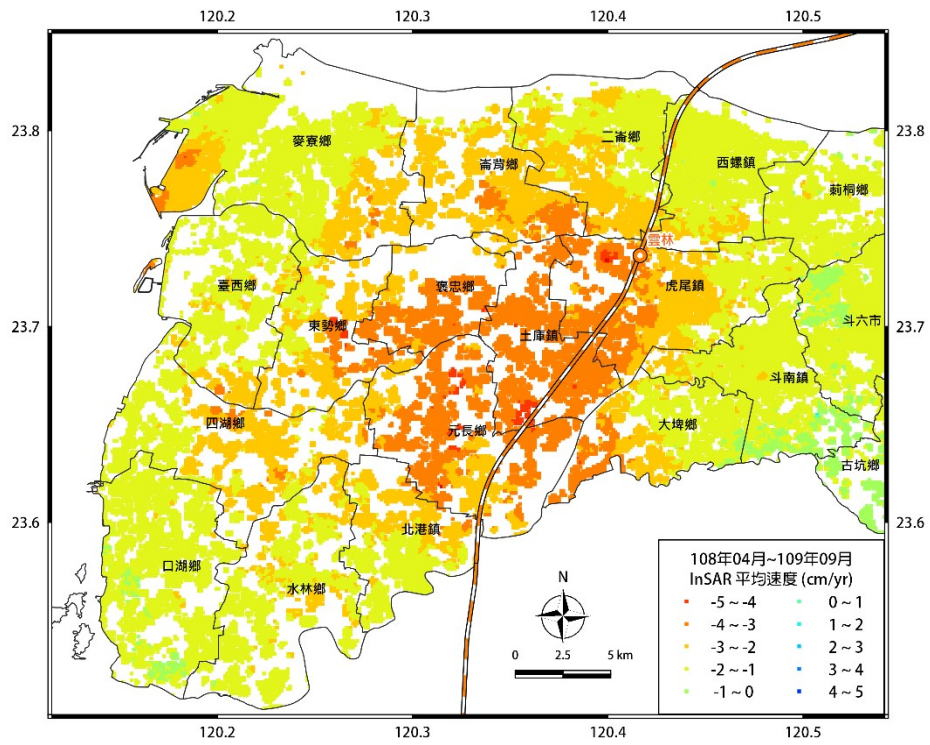 120.2 120.3 120.4 120.5
23.8 23.8
麥寮鄉
二崙鄉
崙背鄉
西螺鎮
莿桐鄉
雲林
臺西鄉
褒忠鄉
虎尾鎮
23.7 23.7
東勢鄉
土庫鎮
斗六市
斗南鎮
四湖鄉
元長鄉
大埤鄉
古坑鄉
23.6 23.6
北港鎮
口湖鄉
水林鄉
N
0 2.5 5 km
108年04月~109年09月
InSAR 平均速度 (cm/yr)
-5 ~ -4 0 ~ 1
-4 ~ -3 1 ~ 2
-3 ~ -2 2 ~ 3
-2 ~ -1 3 ~ 4
-1 ~ 0 4 ~ 5
120.2 120.3 120.4 120.5